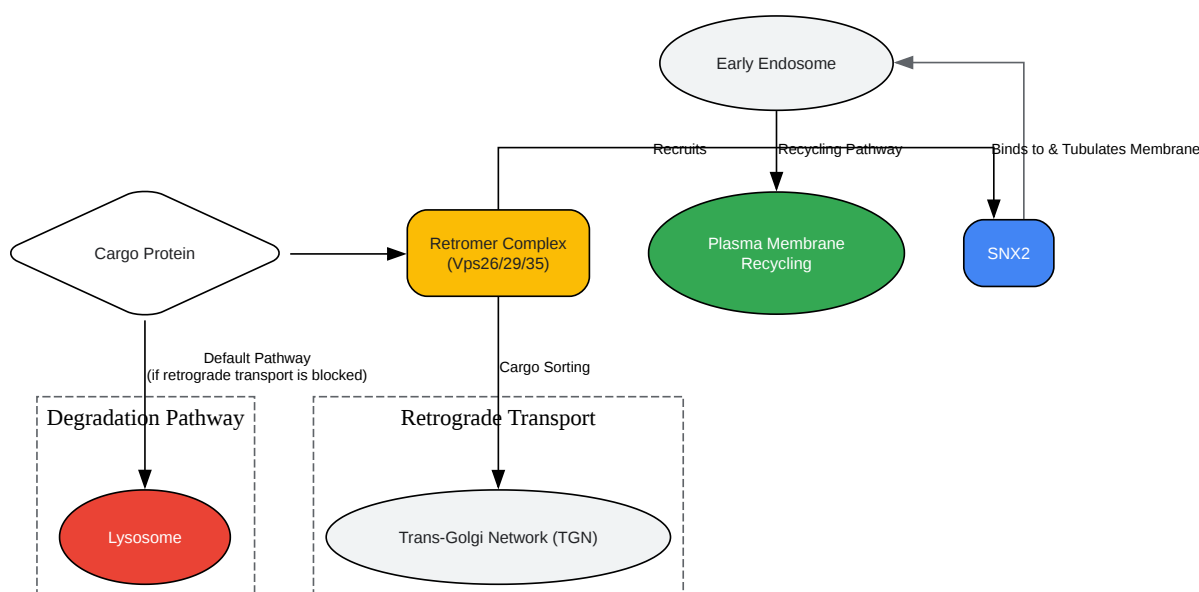 Early Endosome
Recruits
Recycling Pathway
Binds to & Tubulates Membrane
Cargo Protein
Retromer Complex
(Vps26/29/35)
Plasma Membrane
Recycling
SNX2
Default Pathway
(if retrograde transport is blocked)
Cargo Sorting
Degradation Pathway
Retrograde Transport
Lysosome
Trans-Golgi Network (TGN)